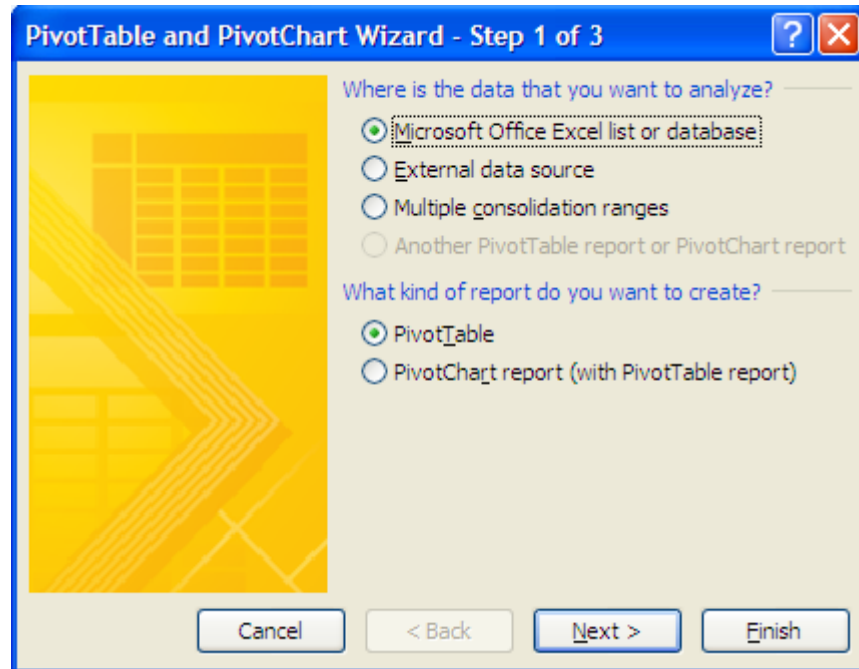 PivotTable and PivotChart Wizard - Step 1 of 3
Where is the data that you want to analyze?
Microsoft Office Excel list or database
External data source
Multiple consolidation ranges
Another PivotTable report or PivotChart report
What kind of report do you want to create?
PivotTable
PivotChart report (with PivotTable report)
Cancel < Back Next > Finish